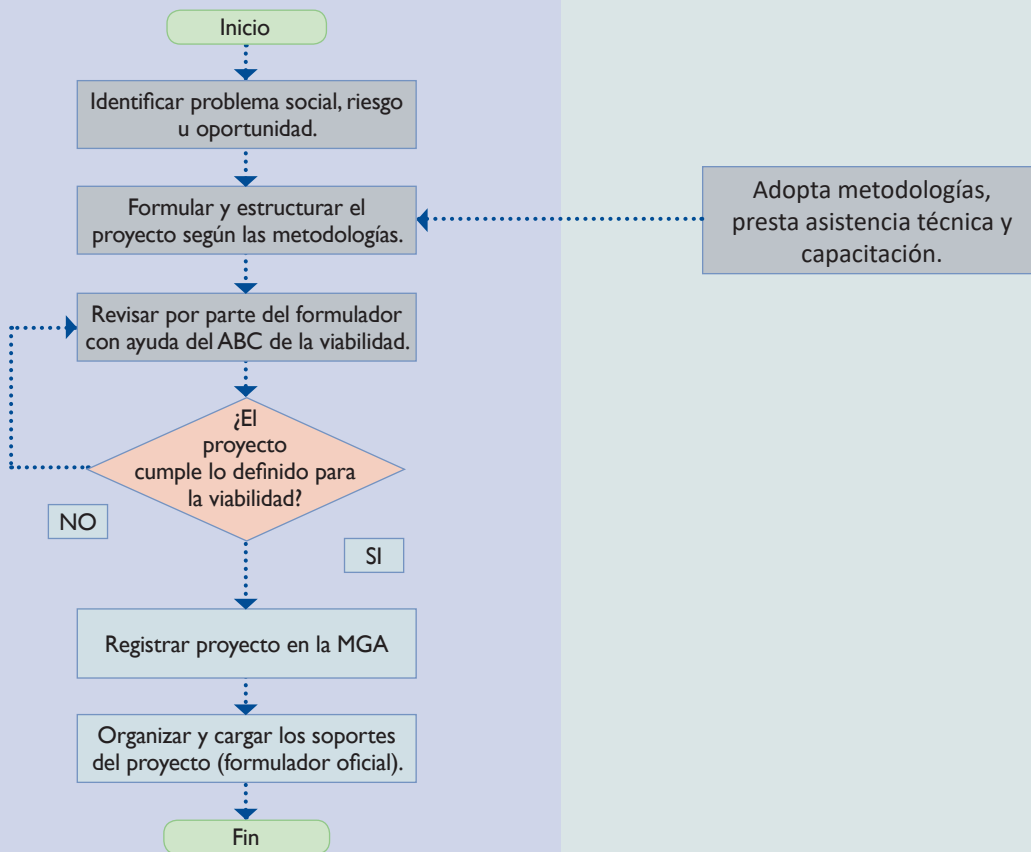 Inicio
Identificar problema social, riesgo
u oportunidad.
Formular y estructurar el
proyecto según las metodologías.
Adopta metodologías,
presta asistencia técnica y
capacitación.
Revisar por parte del formulador
con ayuda del ABC de la viabilidad.
¿El
proyecto
cumple lo definido para
la viabilidad?
NO
SI
Registrar proyecto en la MGA
Organizar y cargar los soportes
del proyecto (formulador oficial).
Fin